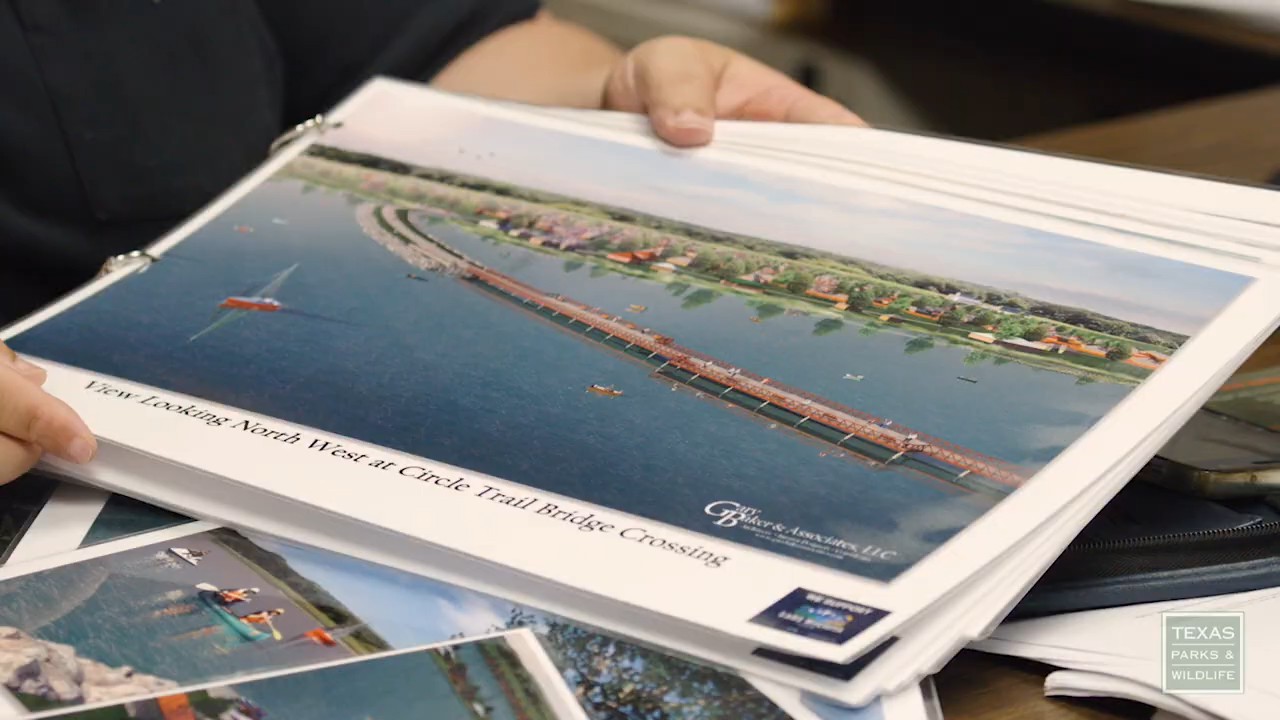 View Looking North West at Circle Trail Bridge Crossing
Gary
Baker & Associates, LLC
WE SUPPORT
TEXAS
PARKS &
WILDLIFE